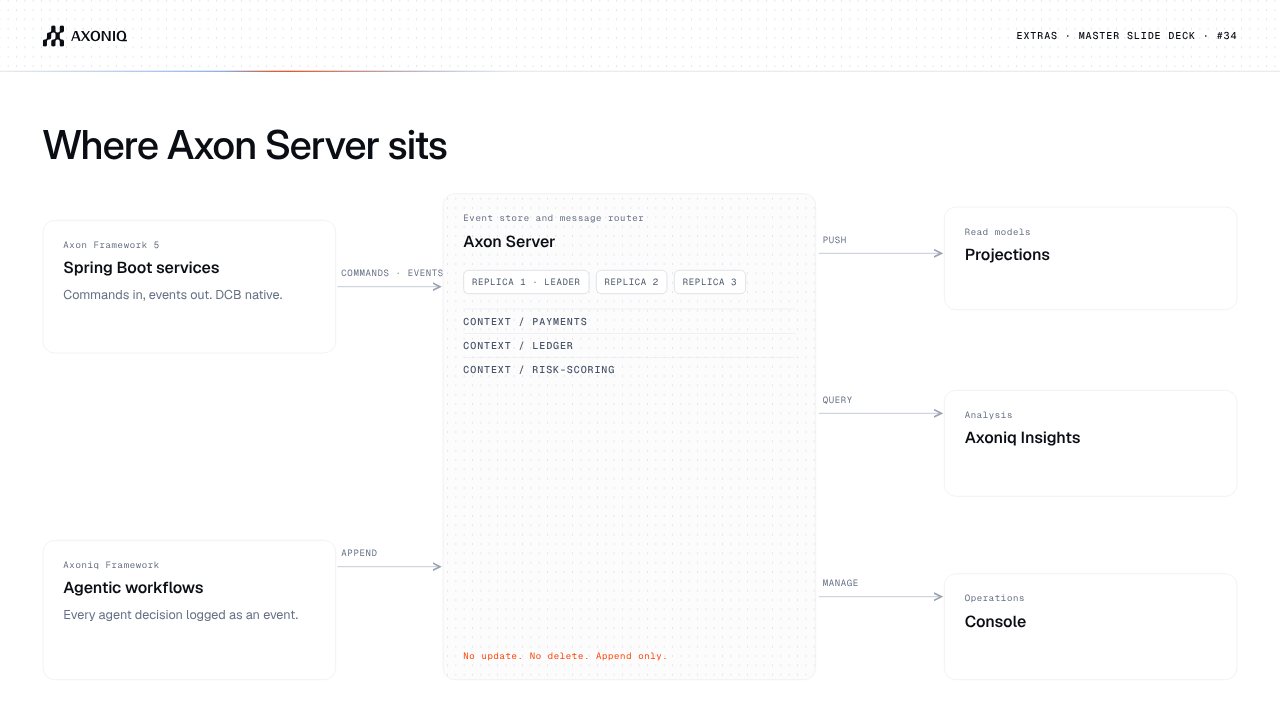 AXONIQ
EXTRAS · MASTER SLIDE DECK · #34
Where Axon Server sits
Axon Framework 5
Spring Boot services
Commands in, events out. DCB native.
COMMANDS · EVENTS
Axoniq Framework
Agentic workflows
Every agent decision logged as an event.
APPEND
Event store and message router
Axon Server
REPLICA 1 · LEADER
REPLICA 2
REPLICA 3
CONTEXT / PAYMENTS
CONTEXT / LEDGER
CONTEXT / RISK-SCORING
No update. No delete. Append only.
PUSH
Read models
Projections
QUERY
Analysis
Axoniq Insights
MANAGE
Operations
Console